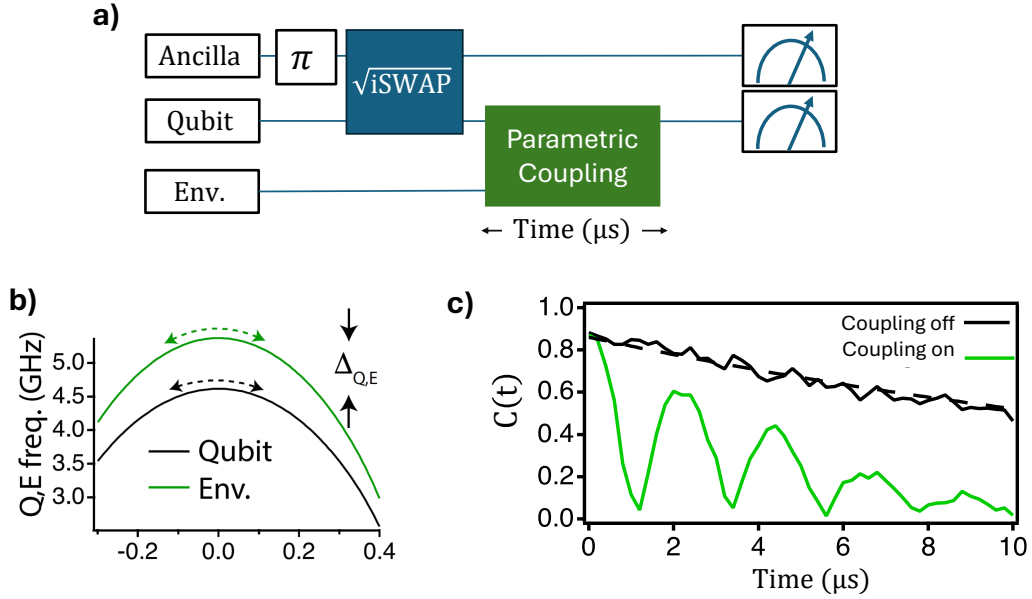 a)
Ancilla
π
√iSWAP
Qubit
Parametric
Coupling
Env.
Time (μs)
b)
Q,E freq. (GHz)
5.0
4.5
4.0
3.5
3.0
Δ_{Q,E}
Qubit
Env.
-0.2
0.0
0.2
0.4
c)
C(t)
1.0
0.8
0.6
0.4
0.2
0.0
Coupling off
Coupling on
0
2
4
6
8
10
Time (μs)